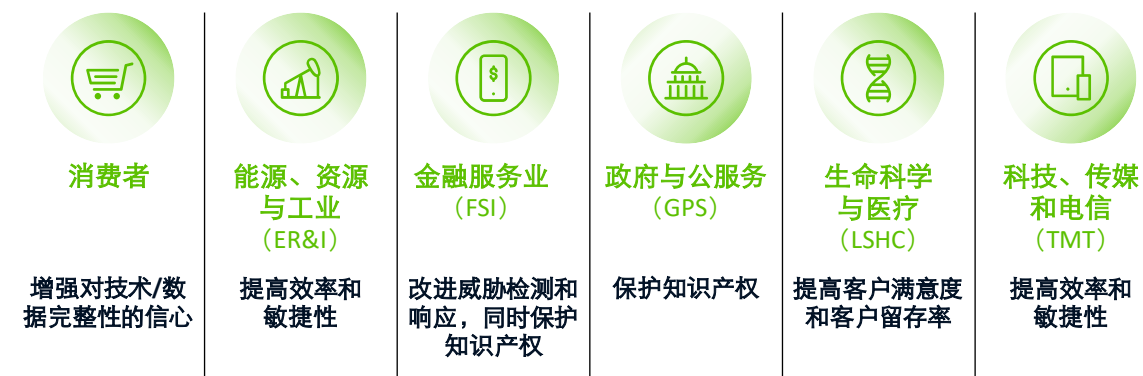 $
消费者
增强对技术/数
据完整性的信心
能源、资源
与工业
（ER&I）
提高效率和
敏捷性
金融服务业
（FSI）
改进威胁检测和
响应，同时保护
知识产权
政府与公服务
（GPS）
保护知识产权
生命科学
与医疗
（LSHC）
提高客户满意度
和客户留存率
科技、传媒
和电信
（TMT）
提高效率和
敏捷性